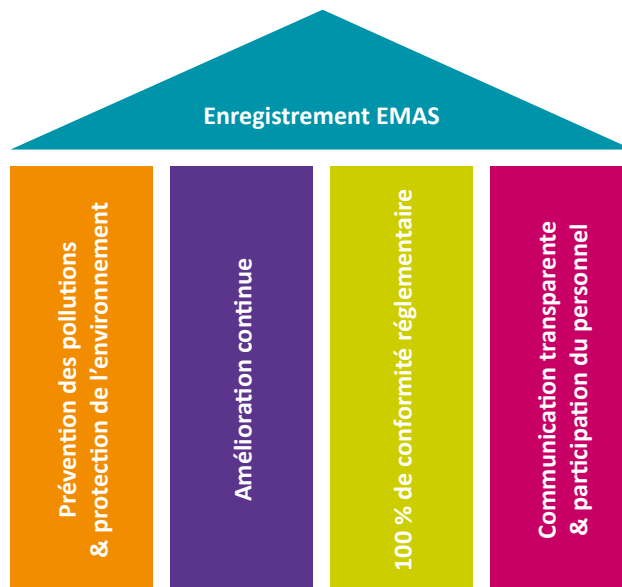 Enregistrement EMAS
Prévention des pollutions
& protection de l’environnement
Amélioration continue
100 % de conformité réglementaire
Communication transparente
& participation du personnel